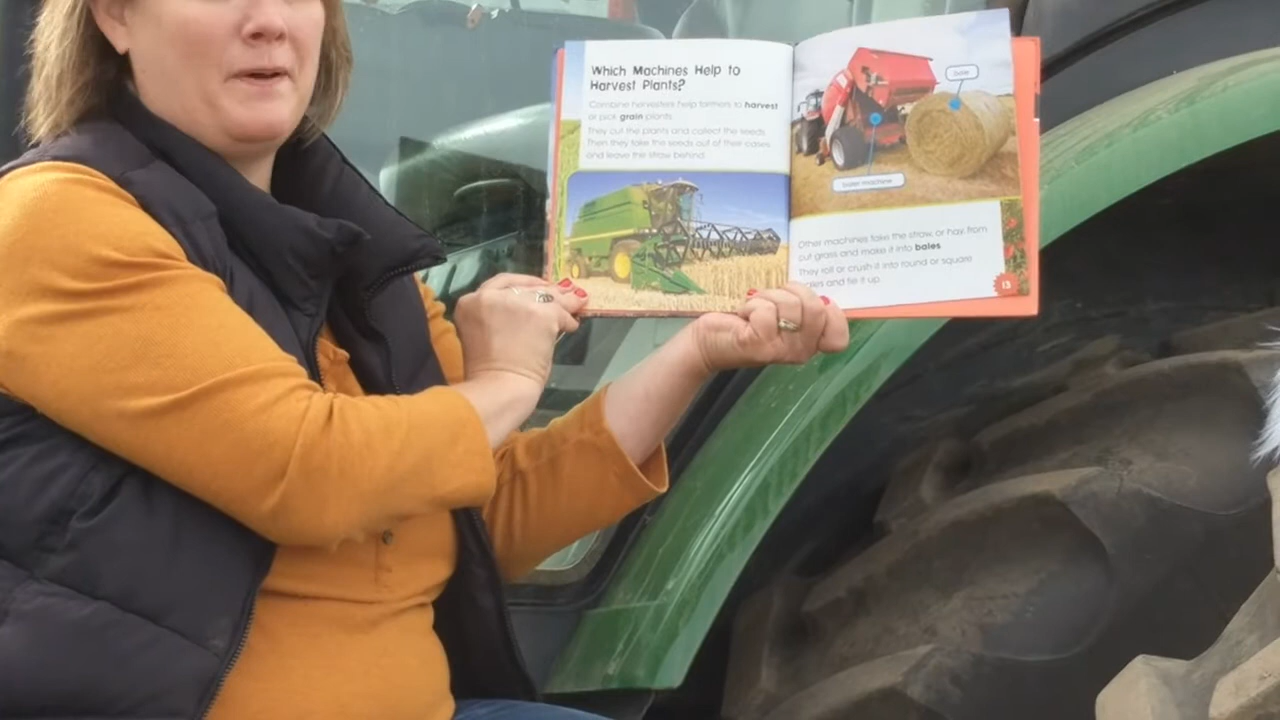 Which Machines Help to
Harvest Plants?
Combine harvesters help farmers to harvest
or pick grain plants.
They cut the plants and collect the seeds.
Then they take the seeds out of their cases
and leave the straw behind.
bale
baler machine
Other machines take the straw, or hay, from
cut grass and make it into bales.
They roll or crush it into round or square
bales and tie it up.
13